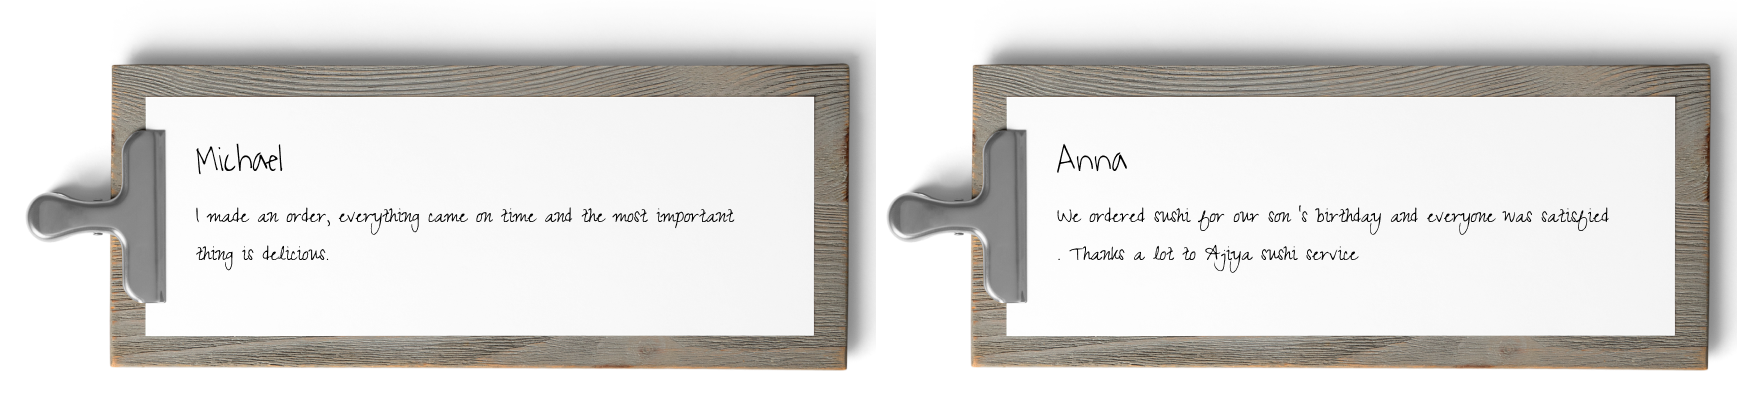 Michael
I made an order, everything came on time and the most important
thing is delicious.
Anna
We ordered sushi for our son 's birthday and everyone was satisfied
. Thanks a lot to Ajiya sushi service